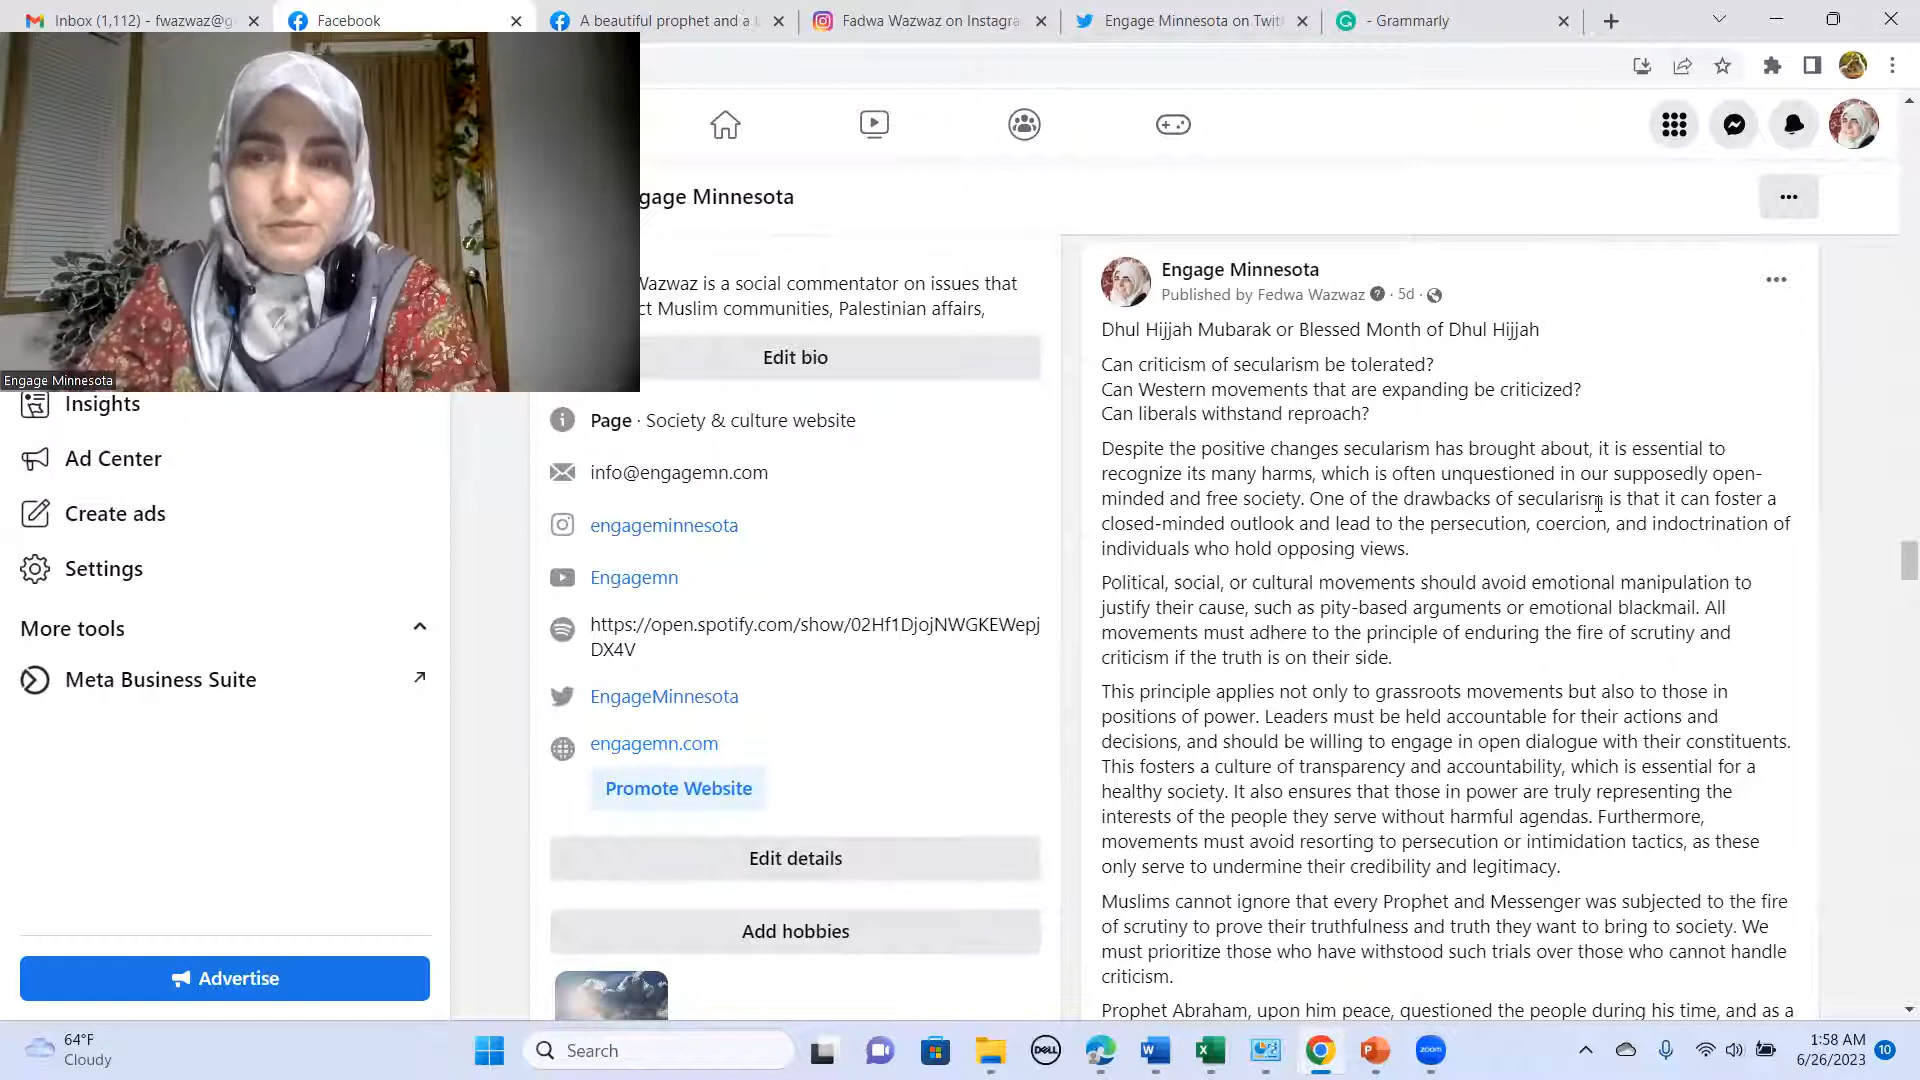 Inbox (1,112) - fwazwaz@g
Facebook
A beautiful prophet and a
Fadwa Wazwaz on Instagra
Engage Minnesota on Twit
- Grammarly
Engage Minnesota
gage Minnesota
Wazwaz is a social commentator on issues that
ct Muslim communities, Palestinian affairs,
Edit bio
Page · Society & culture website
info@engagemn.com
engageminnesota
Engagemn
https://open.spotify.com/show/02Hf1DjojNWGKEWepj
DX4V
EngageMinnesota
engagemn.com
Promote Website
Edit details
Add hobbies
Insights
Ad Center
Create ads
Settings
More tools
Meta Business Suite
Advertise
Engage Minnesota
Published by Fedwa Wazwaz · 5d ·
Dhul Hijjah Mubarak or Blessed Month of Dhul Hijjah
Can criticism of secularism be tolerated?
Can Western movements that are expanding be criticized?
Can liberals withstand reproach?
Despite the positive changes secularism has brought about, it is essential to
recognize its many harms, which is often unquestioned in our supposedly open-
minded and free society. One of the drawbacks of secularism is that it can foster a
closed-minded outlook and lead to the persecution, coercion, and indoctrination of
individuals who hold opposing views.
Political, social, or cultural movements should avoid emotional manipulation to
justify their cause, such as pity-based arguments or emotional blackmail. All
movements must adhere to the principle of enduring the fire of scrutiny and
criticism if the truth is on their side.
This principle applies not only to grassroots movements but also to those in
positions of power. Leaders must be held accountable for their actions and
decisions, and should be willing to engage in open dialogue with their constituents.
This fosters a culture of transparency and accountability, which is essential for a
healthy society. It also ensures that those in power are truly representing the
interests of the people they serve without harmful agendas. Furthermore,
movements must avoid resorting to persecution or intimidation tactics, as these
only serve to undermine their credibility and legitimacy.
Muslims cannot ignore that every Prophet and Messenger was subjected to the fire
of scrutiny to prove their truthfulness and truth they want to bring to society. We
must prioritize those who have withstood such trials over those who cannot handle
criticism.
Prophet Abraham, upon him peace, questioned the people during his time, and as a
64°F
Cloudy
Search
DELL
zoom
1:58 AM
6/26/2023
10